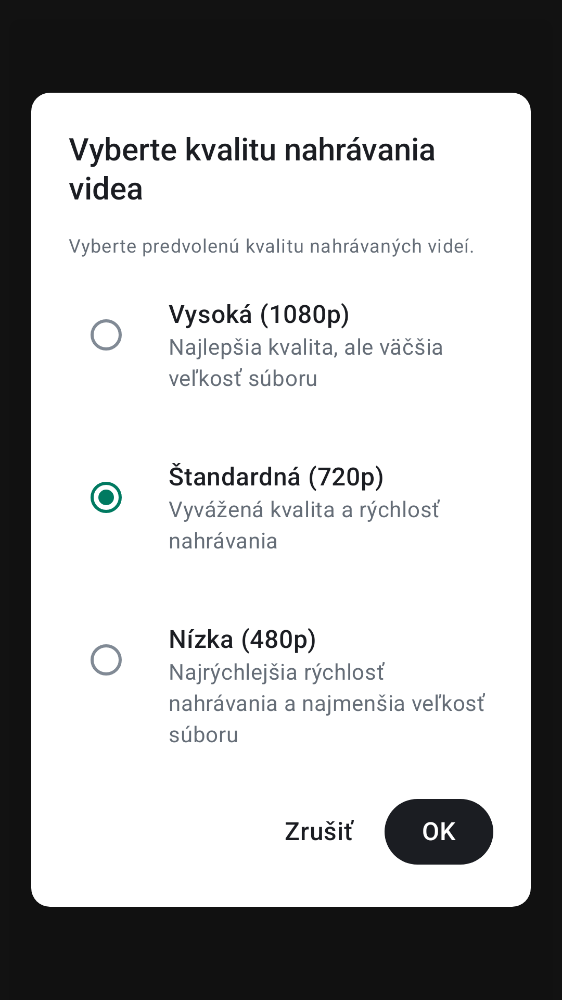 Vyberte kvalitu nahrávania
videa
Vyberte predvolenú kvalitu nahrávaných videí.
Vysoká (1080p)
Najlepšia kvalita, ale väčšia
veľkosť súboru
Štandardná (720p)
Vyvážená kvalita a rýchlosť
nahrávania
Nízka (480p)
Najrýchlejšia rýchlosť
nahrávania a najmenšia veľkosť
súboru
Zrušiť
OK